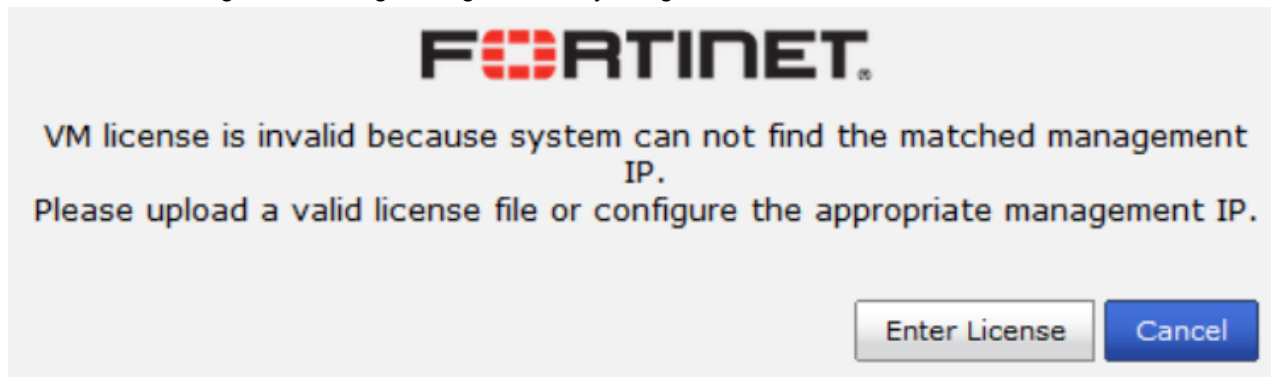 FORTINET®
VM license is invalid because system can not find the matched management
IP.
Please upload a valid license file or configure the appropriate management IP.
Enter License
Cancel